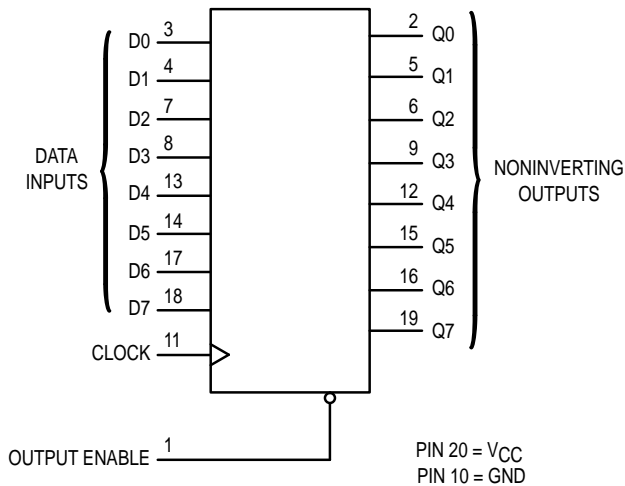 D0 3
D1 4
D2 7
D3 8
D4 13
D5 14
D6 17
D7 18
DATA
INPUTS
CLOCK 11
OUTPUT ENABLE 1
2 Q0
5 Q1
6 Q2
9 Q3
12 Q4
15 Q5
16 Q6
19 Q7
NONINVERTING
OUTPUTS
PIN 20 = VCC
PIN 10 = GND